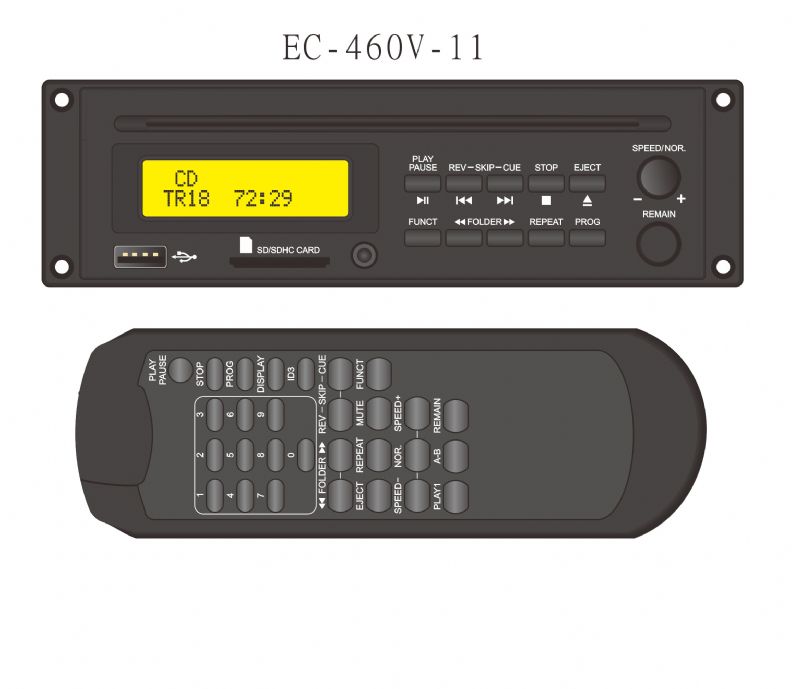 EC-460V-11
SPEED/NOR.
PLAY
PAUSE REV-SKIP-CUE STOP EJECT
CD
TR18 72:29
- +
REMAIN
FUNCT FOLDER REPEAT PROG
SD/SDHC CARD
PLAY
PAUSE
STOP
PROG
DISPLAY
ID3
REV-SKIP-CUE
FUNCT
3
6
9
MUTE
SPEED+
REMAIN
2
5
8
0
FOLDER
REPEAT
NOR.
A-B
1
4
7
EJECT
SPEED-
PLAY1